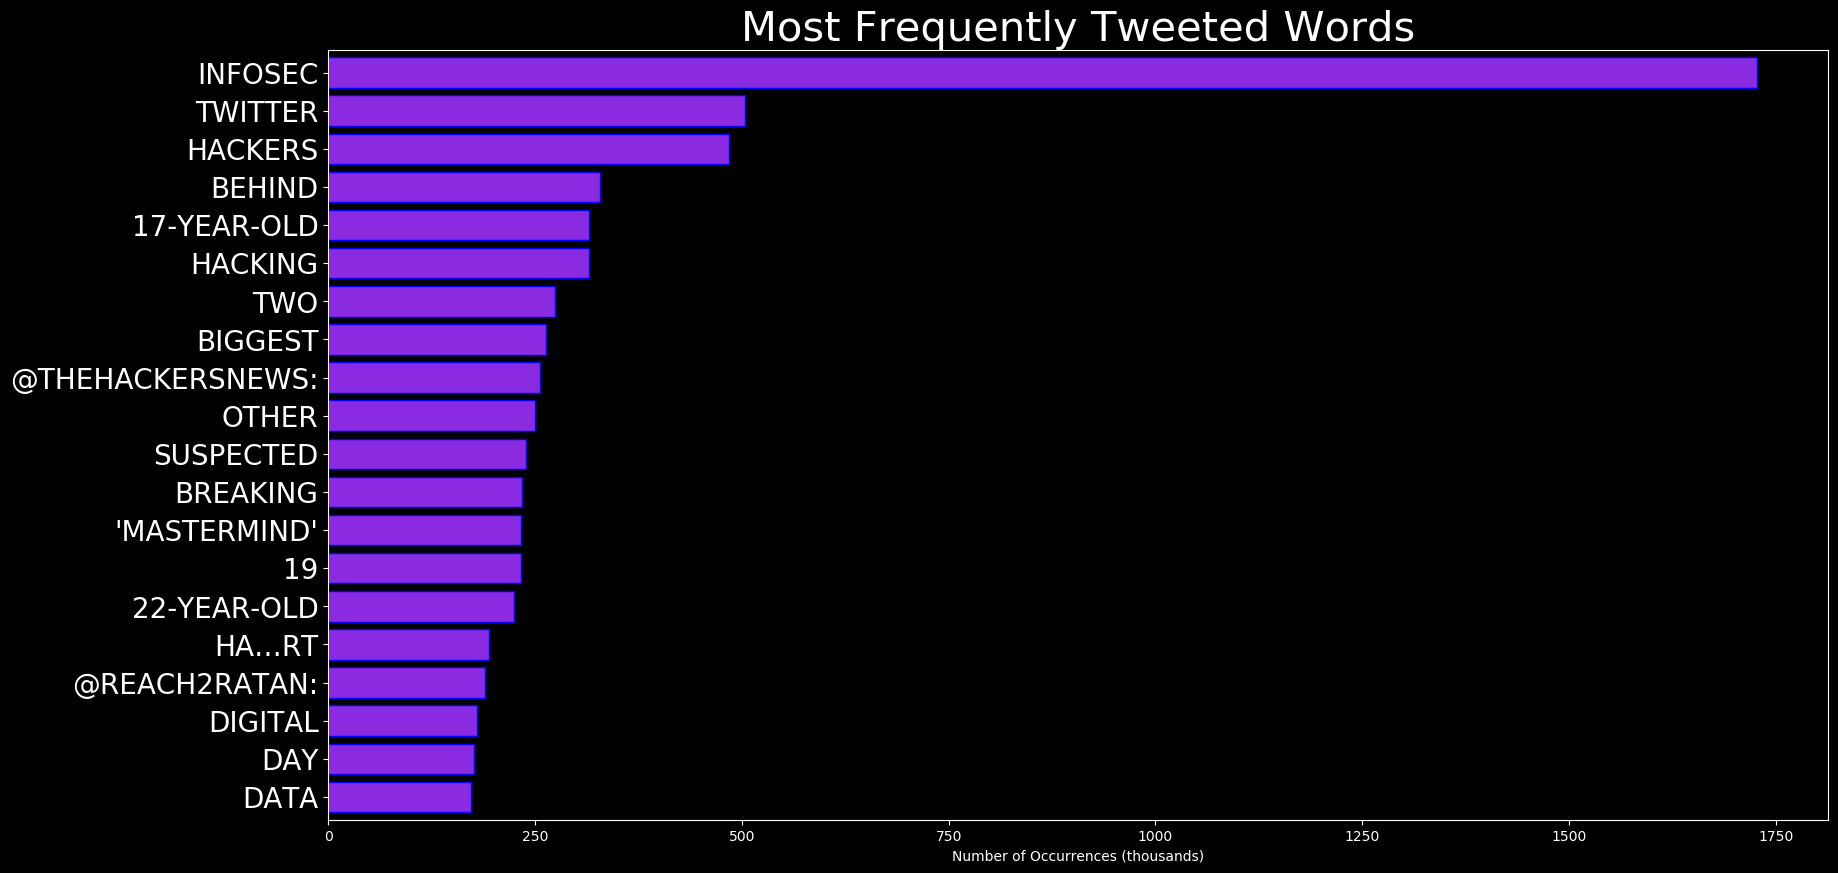 Most Frequently Tweeted Words
INFOSEC
TWITTER
HACKERS
BEHIND
17-YEAR-OLD
HACKING
TWO
BIGGEST
@THEHACKERSNEWS:
OTHER
SUSPECTED
BREAKING
'MASTERMIND'
19
22-YEAR-OLD
HA…RT
@REACH2RATAN:
DIGITAL
DAY
DATA
0 250 500 750 1000 1250 1500 1750
Number of Occurrences (thousands)